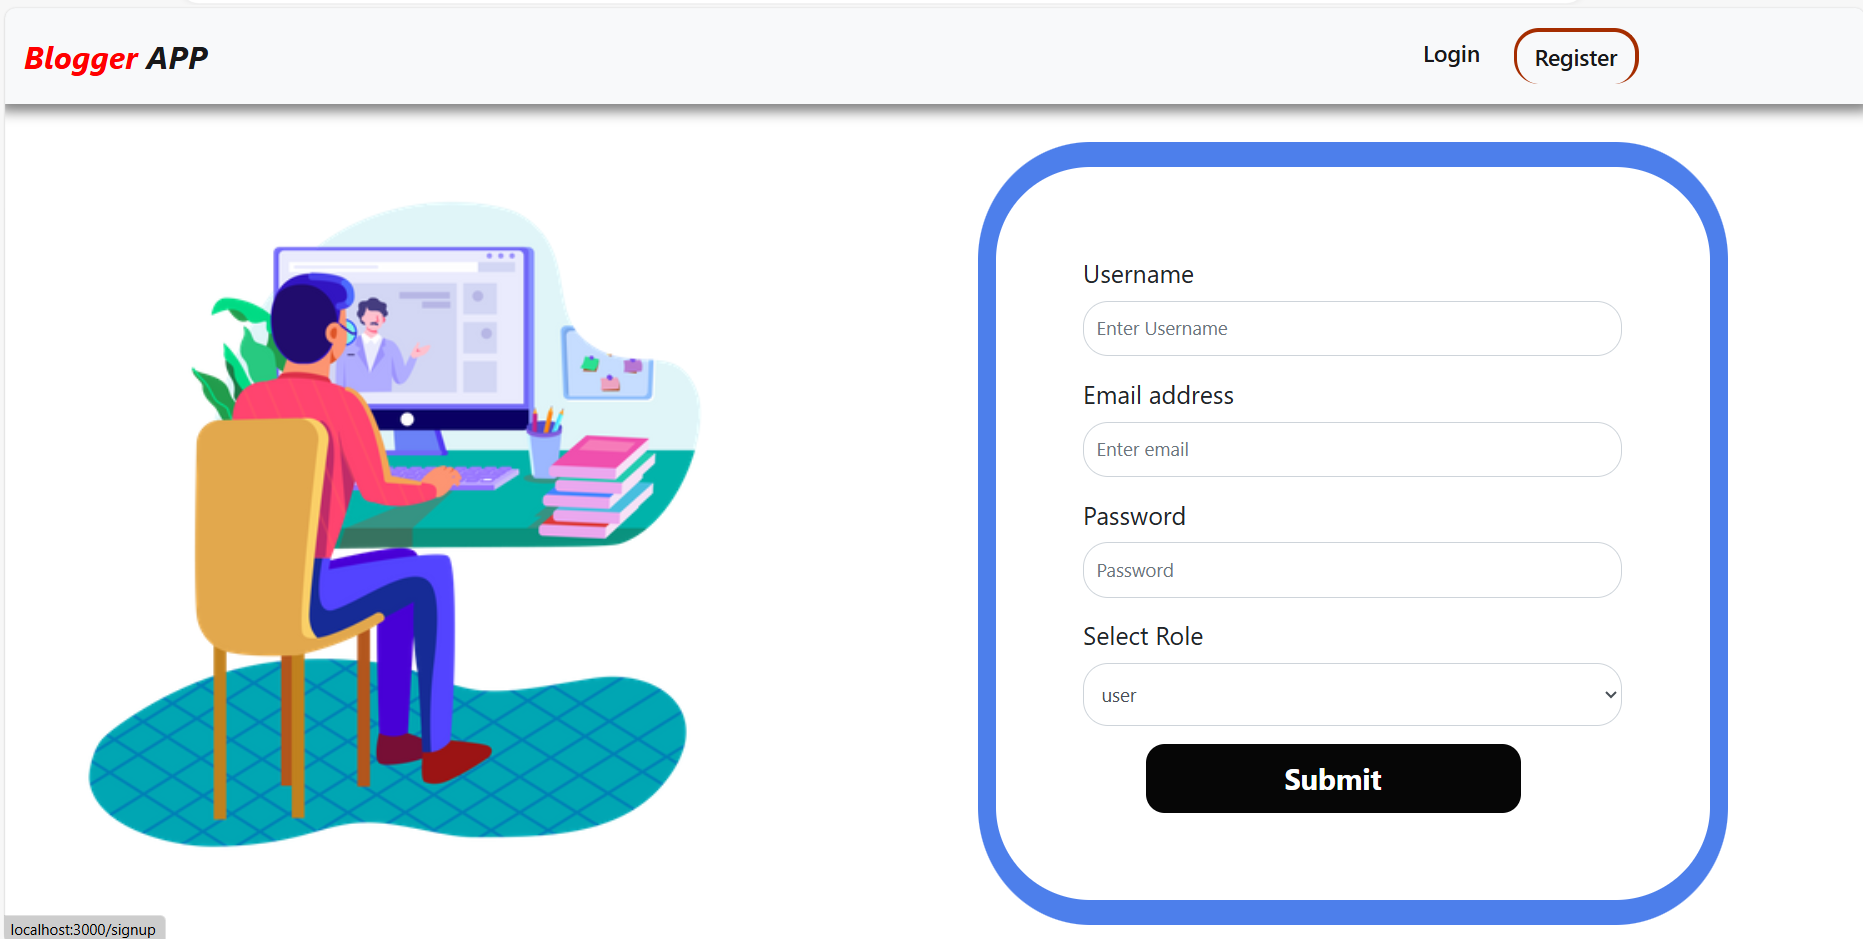 Blogger APP
Login
Register
Username
Enter Username
Email address
Enter email
Password
Password
Select Role
user
Submit
localhost:3000/signup